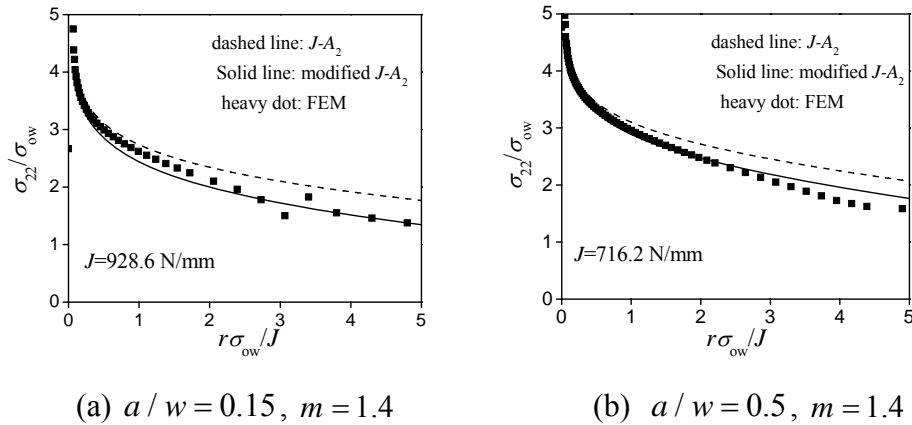 5
4
3
2
1
0
0
1
2
3
4
5
σ22/σow
rσow/J
dashed line: J-A2
Solid line: modified J-A2
heavy dot: FEM
J=928.6 N/mm
(a) a / w = 0.15, m = 1.4
5
4
3
2
1
0
0
1
2
3
4
5
σ22/σow
rσow/J
dashed line: J-A2
Solid line: modified J-A2
heavy dot: FEM
J=716.2 N/mm
(b) a / w = 0.5, m = 1.4